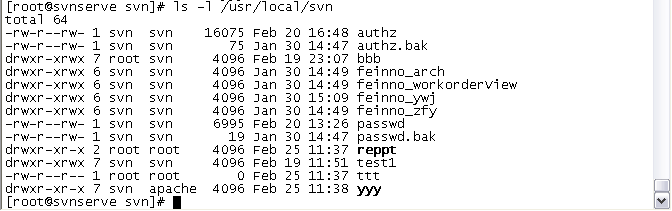 [root@svnserve svn]# ls -l /usr/local/svn
total 64
-rw-r--rw- 1 svn  svn    16075 Feb 20 16:48 authz
-rw-r--rw- 1 svn  svn       75 Jan 30 14:47 authz.bak
drwxr-xrwx 7 root svn     4096 Feb 19 23:07 bbb
drwxr-xrwx 6 svn  svn     4096 Jan 30 14:49 feinno_arch
drwxr-xrwx 6 svn  svn     4096 Jan 30 14:49 feinno_workorderview
drwxr-xrwx 6 svn  svn     4096 Jan 30 15:09 feinno_ywj
drwxr-xrwx 6 svn  svn     4096 Jan 30 14:49 feinno_zfy
-rw-r--rw- 1 svn  svn     6995 Feb 20 13:26 passwd
-rw-r--rw- 1 svn  svn       19 Jan 30 14:47 passwd.bak
drwxr-xr-x 2 root root    4096 Feb 25 11:37 reppt
drwxr-xrwx 7 svn  svn     4096 Feb 19 11:51 test1
-rw-r--r-- 1 root root       0 Feb 25 11:37 ttt
drwxr-xr-x 7 svn  apache  4096 Feb 25 11:38 yyy
[root@svnserve svn]#